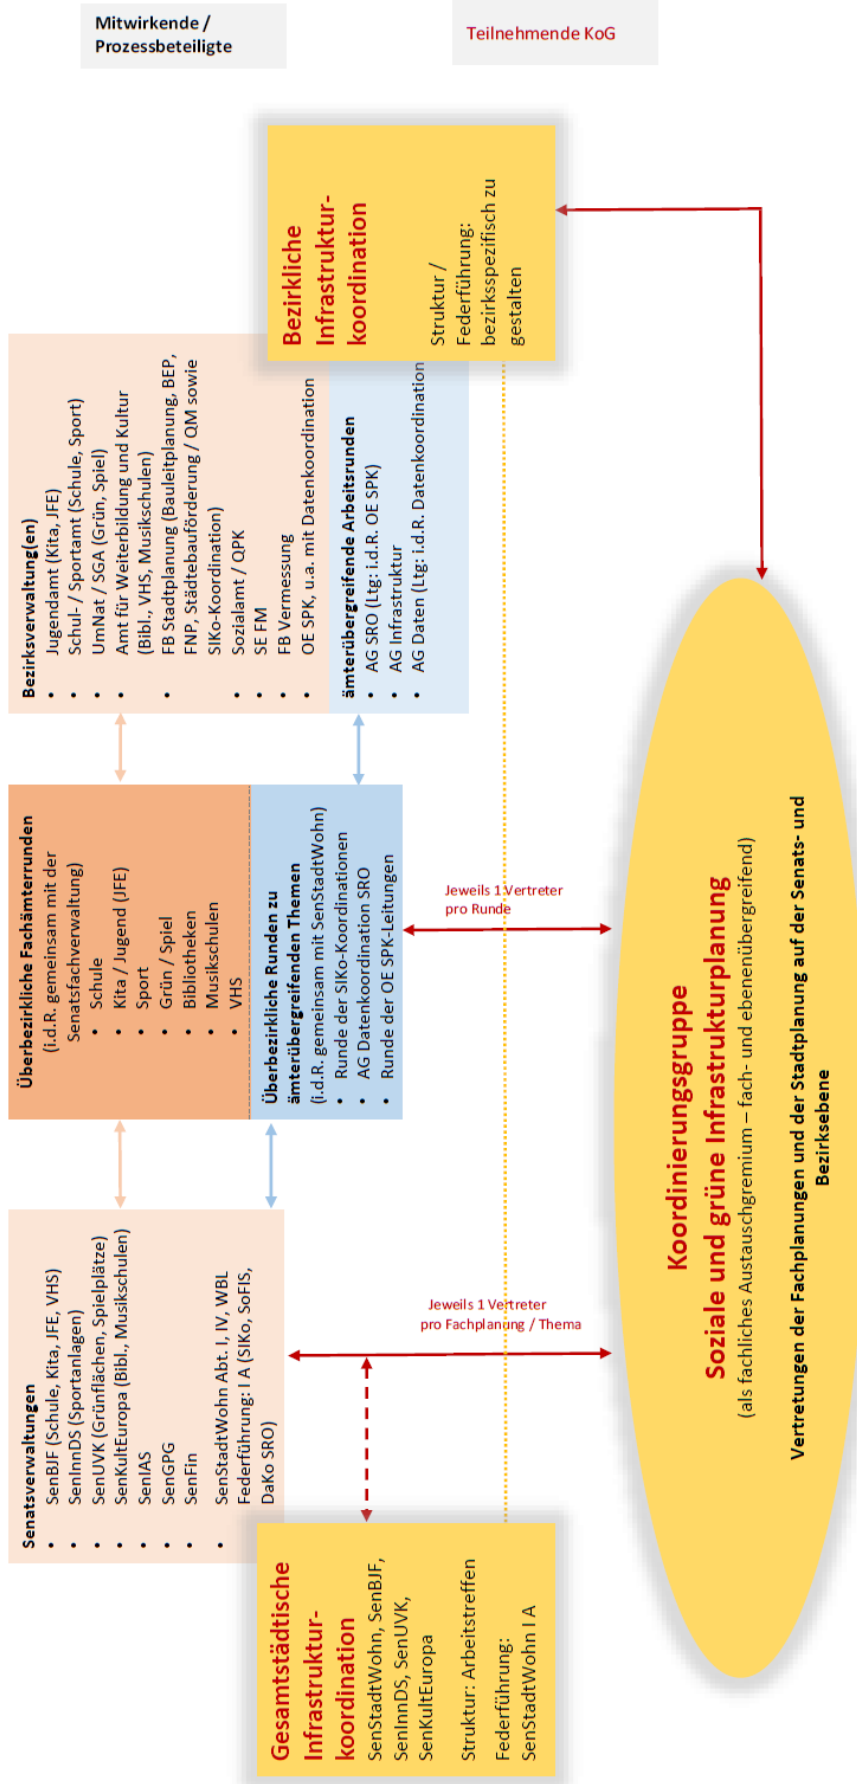 Mitwirkende /
Prozessbeteiligte
Teilnehmende KoG
Senatsverwaltungen
• SenBJF (Schule, Kita, JFE, VHS)
• SenInnDS (Sportanlagen)
• SenUVK (Grünflächen, Spielplätze)
• SenKultEuropa (Bibl., Musikschulen)
• SenIAS
• SenGPG
• SenFin
• SenStadtWohn Abt. I, IV, WBL
Federführung: I A (SIKo, SoFIS,
DaKo SRO)
Gesamtstädtische
Infrastruktur-
koordination
SenStadtWohn, SenBJF,
SenInnDS, SenUVK,
SenKultEuropa
Struktur: Arbeitstreffen
Federführung:
SenStadtWohn I A
Überbezirkliche Fachämterrunden
(i.d.R. gemeinsam mit der
Senatsfachverwaltung)
• Schule
• Kita / Jugend (JFE)
• Sport
• Grün / Spiel
• Bibliotheken
• Musikschulen
• VHS
Überbezirkliche Runden zu
ämterübergreifenden Themen
(i.d.R. gemeinsam mit SenStadtWohn)
• Runde der SIKo-Koordinationen
• AG Datenkoordination SRO
• Runde der OE SPK-Leitungen
Bezirksverwaltung(en)
• Jugendamt (Kita, JFE)
• Schul- / Sportamt (Schule, Sport)
• UmNat / SGA (Grün, Spiel)
• Amt für Weiterbildung und Kultur
(Bibl., VHS, Musikschulen)
• FB Stadtplanung (Bauleitplanung, BEP,
FNP, Städtebauförderung / QM sowie
SIKo-Koordination)
• Sozialamt / QPK
• SE FM
• FB Vermessung
• OE SPK, u.a. mit Datenkoordination
ämterübergreifende Arbeitsrunden
• AG SRO (Ltg: i.d.R. OE SPK)
• AG Infrastruktur
• AG Daten (Ltg: i.d.R. Datenkoordination
Bezirkliche
Infrastruktur-
koordination
Struktur /
Federführung:
bezirksspezifisch zu
gestalten
Jeweils 1 Vertreter
pro Fachplanung / Thema
Jeweils 1 Vertreter
pro Runde
Koordinierungsgruppe
Soziale und grüne Infrastrukturplanung
(als fachliches Austauschgremium – fach- und ebenenübergreifend)
Vertretungen der Fachplanungen und der Stadtplanung auf der Senats- und
Bezirksebene